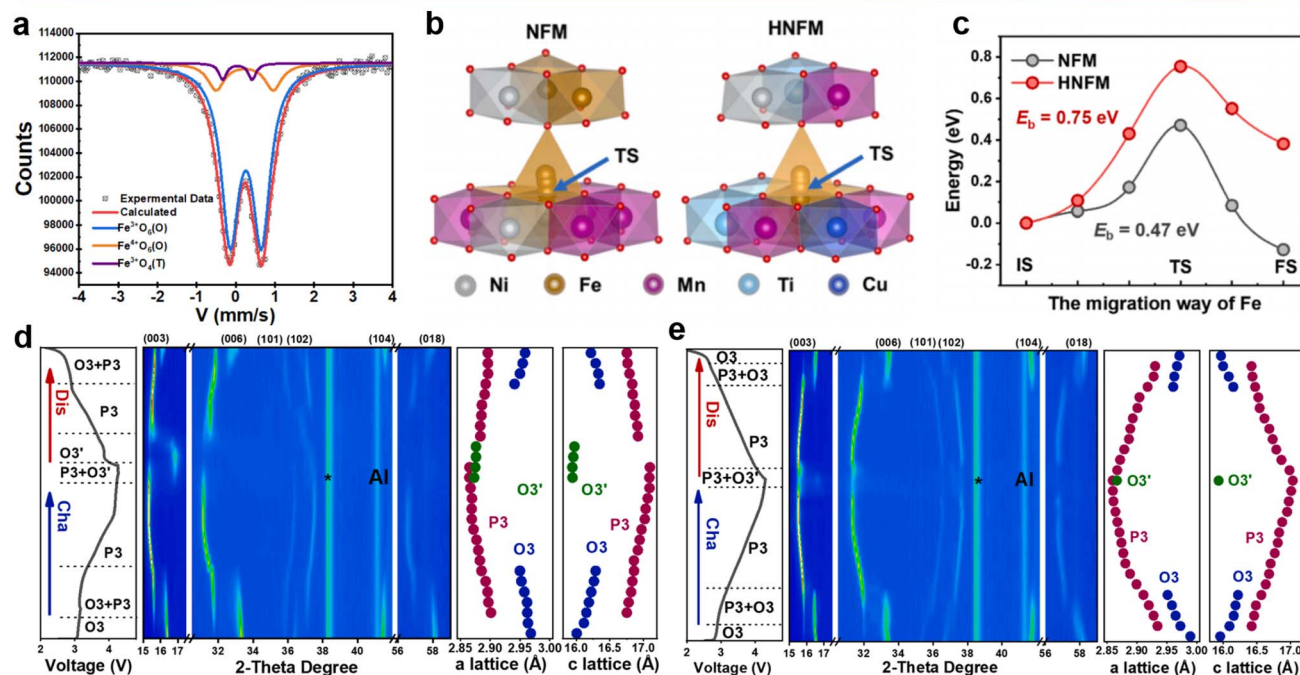 a
114000
112000
110000
108000
106000
104000
102000
100000
98000
96000
94000
Counts
Experimental Data
Calculated
Fe³⁺O₆(O)
Fe⁴⁺O₆(O)
Fe³⁺O₄(T)
-4 -3 -2 -1 0 1 2 3 4
V (mm/s)
b
NFM
HNFM
TS
TS
Ni Fe Mn Ti Cu
c
0.8
0.6
0.4
0.2
0.0
-0.2
Energy (eV)
NFM
HNFM
E_b = 0.75 eV
E_b = 0.47 eV
IS TS FS
The migration way of Fe
d
(003) (006) (101) (102) (104) (018)
Dis
Cha
O3+P3
P3
O3'
P3+O3'
P3
O3+P3
O3
* Al
O3'
P3
O3
P3
O3
2 3 4
15 16 17 32 34 36 38 40 42 56 58
2.90 2.95 3.00
16.0 16.5 17.0
Voltage (V)
2-Theta Degree
a lattice (Å)
c lattice (Å)
e
(003) (006) (101) (102) (104) (018)
Dis
Cha
O3
P3+O3
P3
P3+O3'
P3
P3+O3
O3
* Al
O3'
P3
O3
O3'
P3
O3
2 3 4
15 16 17 30 32 34 36 38 40 56 58
2.85 2.90 2.95 3.00
16.0 16.5 17.0
Voltage (V)
2-Theta Degree
a lattice (Å)
c lattice (Å)